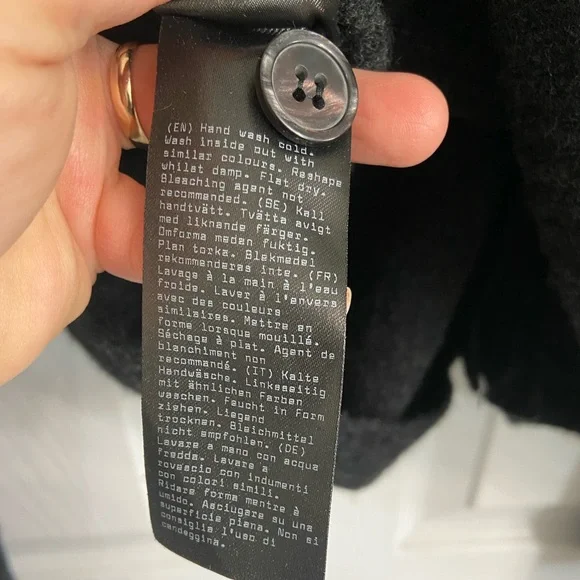 (EN) Hand wash cold.
Wash inside out with
similar colours. Reshape
whilst damp. Flat dry.
Bleaching agent not
recommended. (SE) Kall
handtvätt. Tvätta avigt
med liknande färger.
Omforma medan fuktig.
Plan torka. Blekmedel
rekommenderas inte. (FR)
Lavage à la main à l'eau
froide. Laver à l'envers
avec des couleurs
similaires. Mettre en
forme lorsque mouillé.
Séchage à plat. Agent de
blanchiment non
recommandé. (IT) Kalte
Handwäsche. Linksseitig
mit ähnlichen Farben
waschen. Feucht in Form
ziehen. Liegend
trocknen. Bleichmittel
nicht empfohlen. (DE)
Lavare a mano con acqua
fredda. Lavare a
rovescio con indumenti
con colori simili.
Ridare forma mentre è
umido. Asciugare su una
superficie piana. Non si
consiglia l'uso di
candeggina.